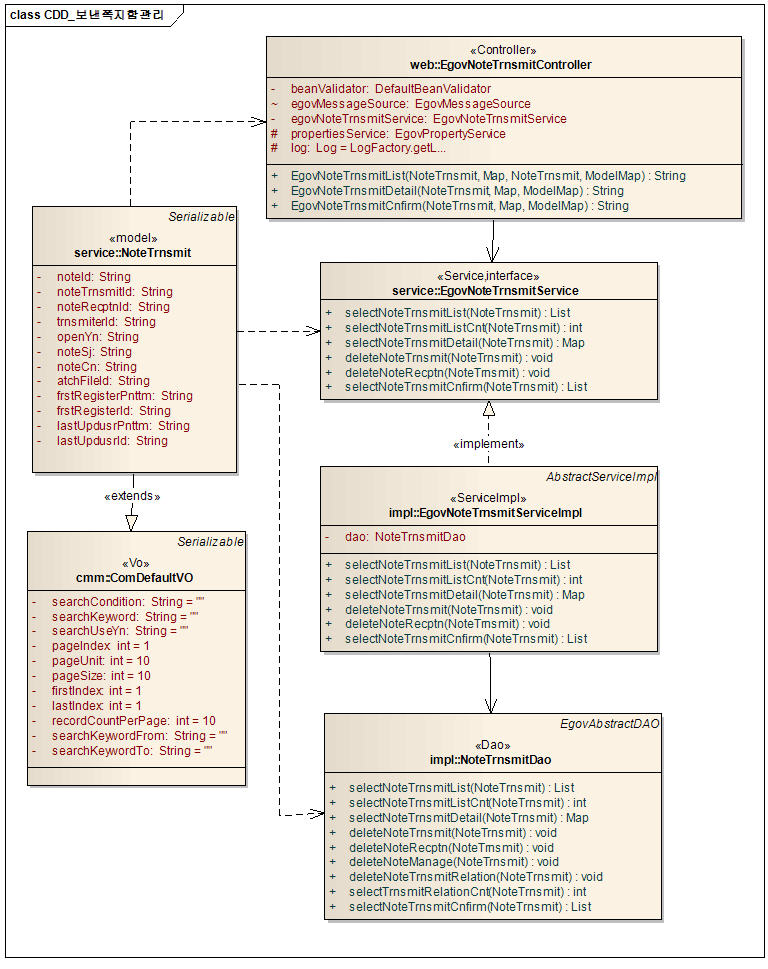 class CDD_보낸쪽지함관리
«Controller»
web::EgovNoteTrnsmitController
- beanValidator: DefaultBeanValidator
~ egovMessageSource: EgovMessageSource
- egovNoteTrnsmitService: EgovNoteTrnsmitService
# propertiesService: EgovPropertyService
# log: Log = LogFactory.getL...
+ EgovNoteTrnsmitList(NoteTrnsmit, Map, NoteTrnsmit, ModelMap) : String
+ EgovNoteTrnsmitDetail(NoteTrnsmit, Map, ModelMap) : String
+ EgovNoteTrnsmitCnfirm(NoteTrnsmit, Map, ModelMap) : String
Serializable
«model»
service::NoteTrnsmit
- noteId: String
- noteTrnsmitId: String
- noteRecptnId: String
- trnsmiterId: String
- openYn: String
- noteSj: String
- noteCn: String
- atchFileId: String
- frstRegisterPnttm: String
- frstRegisterId: String
- lastUpdusrPnttm: String
- lastUpdusrId: String
«Service,interface»
service::EgovNoteTrnsmitService
+ selectNoteTrnsmitList(NoteTrnsmit) : List
+ selectNoteTrnsmitListCnt(NoteTrnsmit) : int
+ selectNoteTrnsmitDetail(NoteTrnsmit) : Map
+ deleteNoteTrnsmit(NoteTrnsmit) : void
+ deleteNoteRecptn(NoteTrnsmit) : void
+ selectNoteTrnsmitCnfirm(NoteTrnsmit) : List
«implement»
«extends»
AbstractServiceImpl
«ServiceImpl»
impl::EgovNoteTrnsmitServiceImpl
- dao: NoteTrnsmitDao
+ selectNoteTrnsmitList(NoteTrnsmit) : List
+ selectNoteTrnsmitListCnt(NoteTrnsmit) : int
+ selectNoteTrnsmitDetail(NoteTrnsmit) : Map
+ deleteNoteTrnsmit(NoteTrnsmit) : void
+ deleteNoteRecptn(NoteTrnsmit) : void
+ selectNoteTrnsmitCnfirm(NoteTrnsmit) : List
Serializable
«Vo»
cmm::ComDefaultVO
- searchCondition: String = ""
- searchKeyword: String = ""
- searchUseYn: String = ""
- pageIndex: int = 1
- pageUnit: int = 10
- pageSize: int = 10
- firstIndex: int = 1
- lastIndex: int = 1
- recordCountPerPage: int = 10
- searchKeywordFrom: String = ""
- searchKeywordTo: String = ""
EgovAbstractDAO
«Dao»
impl::NoteTrnsmitDao
+ selectNoteTrnsmitList(NoteTrnsmit) : List
+ selectNoteTrnsmitListCnt(NoteTrnsmit) : int
+ selectNoteTrnsmitDetail(NoteTrnsmit) : Map
+ deleteNoteTrnsmit(NoteTrnsmit) : void
+ deleteNoteRecptn(NoteTrnsmit) : void
+ deleteNoteManage(NoteTrnsmit) : void
+ deleteNoteTrnsmitRelation(NoteTrnsmit) : void
+ selectTrnsmitRelationCnt(NoteTrnsmit) : int
+ selectNoteTrnsmitCnfirm(NoteTrnsmit) : List